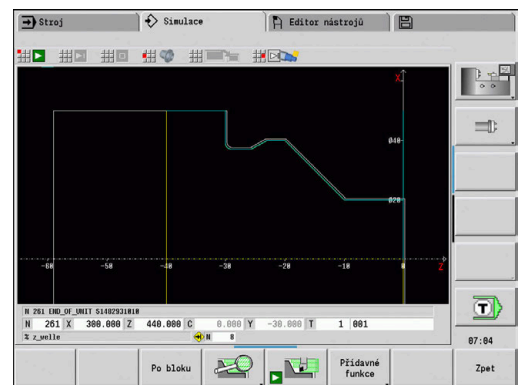 Stroj
Simulace
Editor nástrojů
X
Ø40
Ø20
-60 -50 -40 -30 -20 -10 0 Z
N 261 END_OF_UNIT
N 261 X 300.000 Z 440.000 C 0.000 Y -30.000 T 1 001
% z_welle N 0
07:04
Po bloku
Přídavné
funkce
Zpet
T